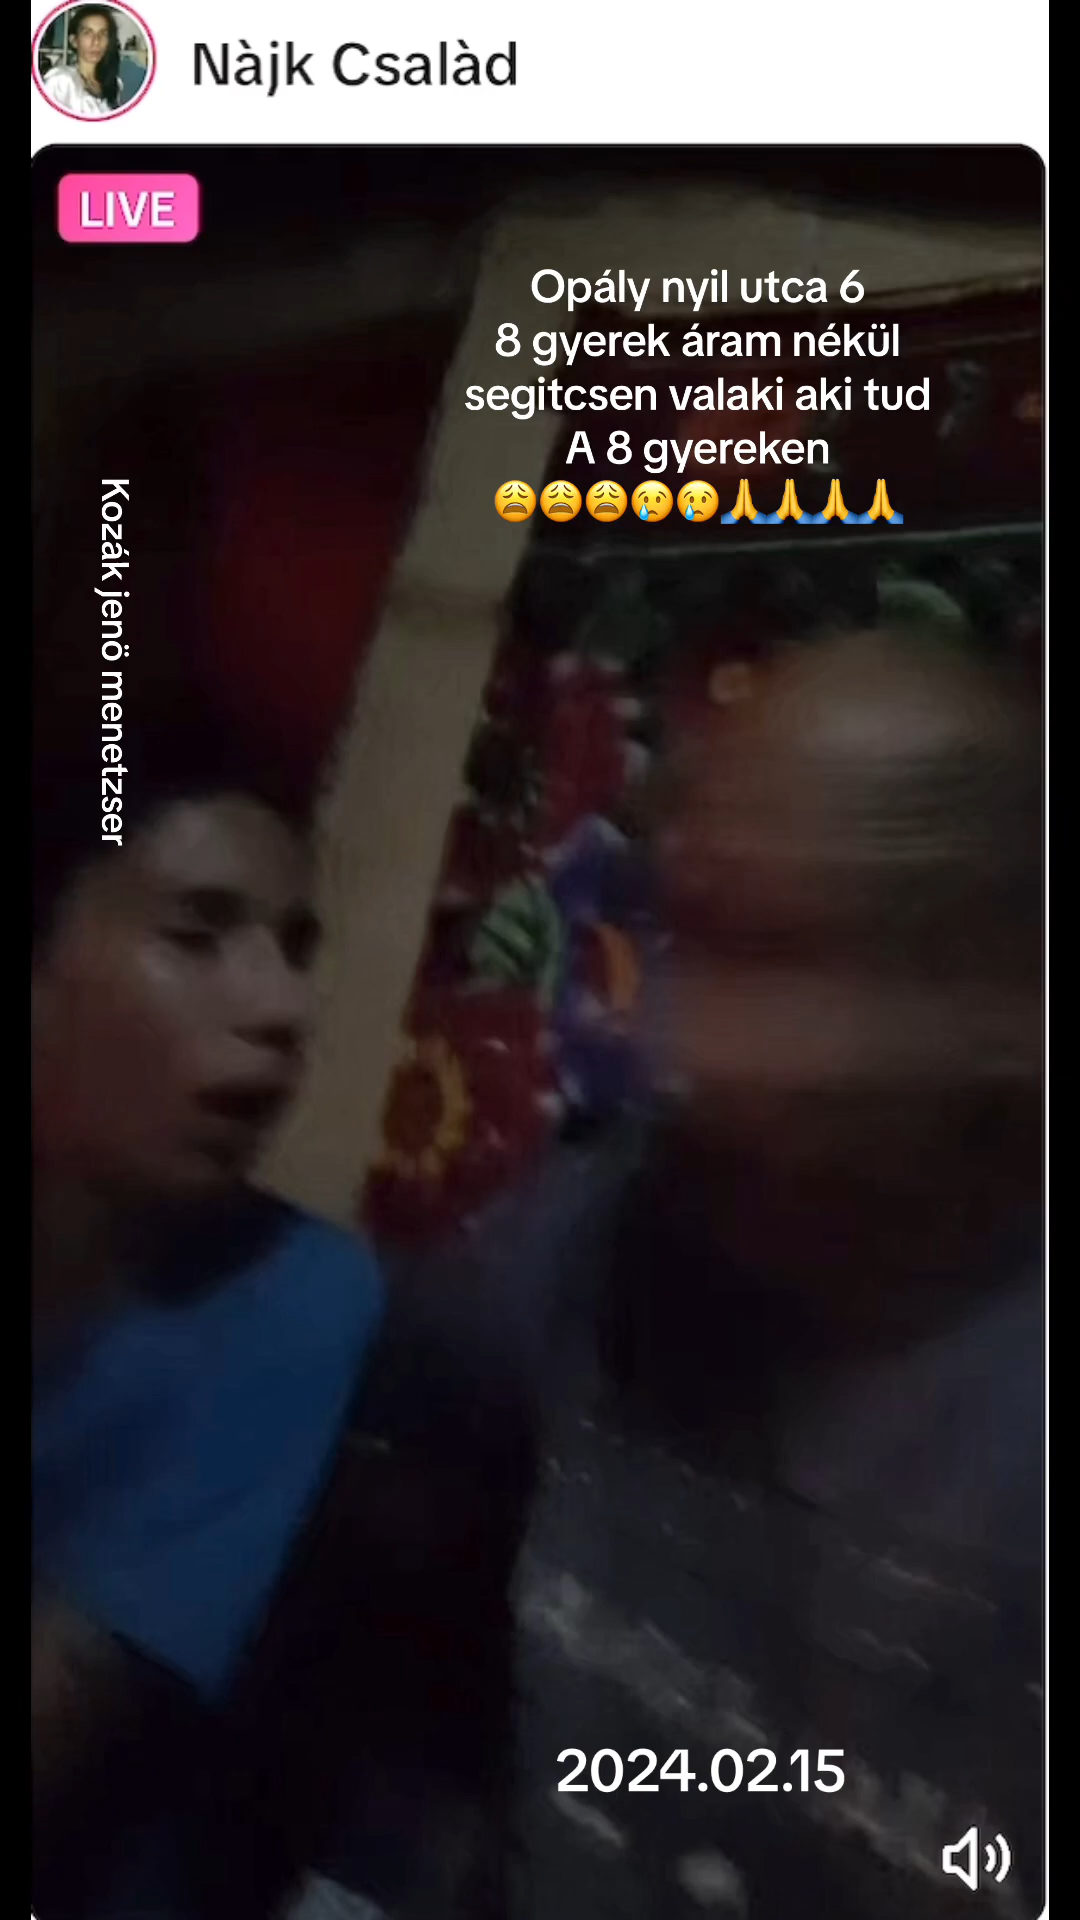 Nàjk Csalàd
LIVE
Opály nyil utca 6
8 gyerek áram nékül
segitcsen valaki aki tud
A 8 gyereken
😩😩😩😢😢🙏🙏🙏🙏
Kozák jenö menetzser
2024.02.15